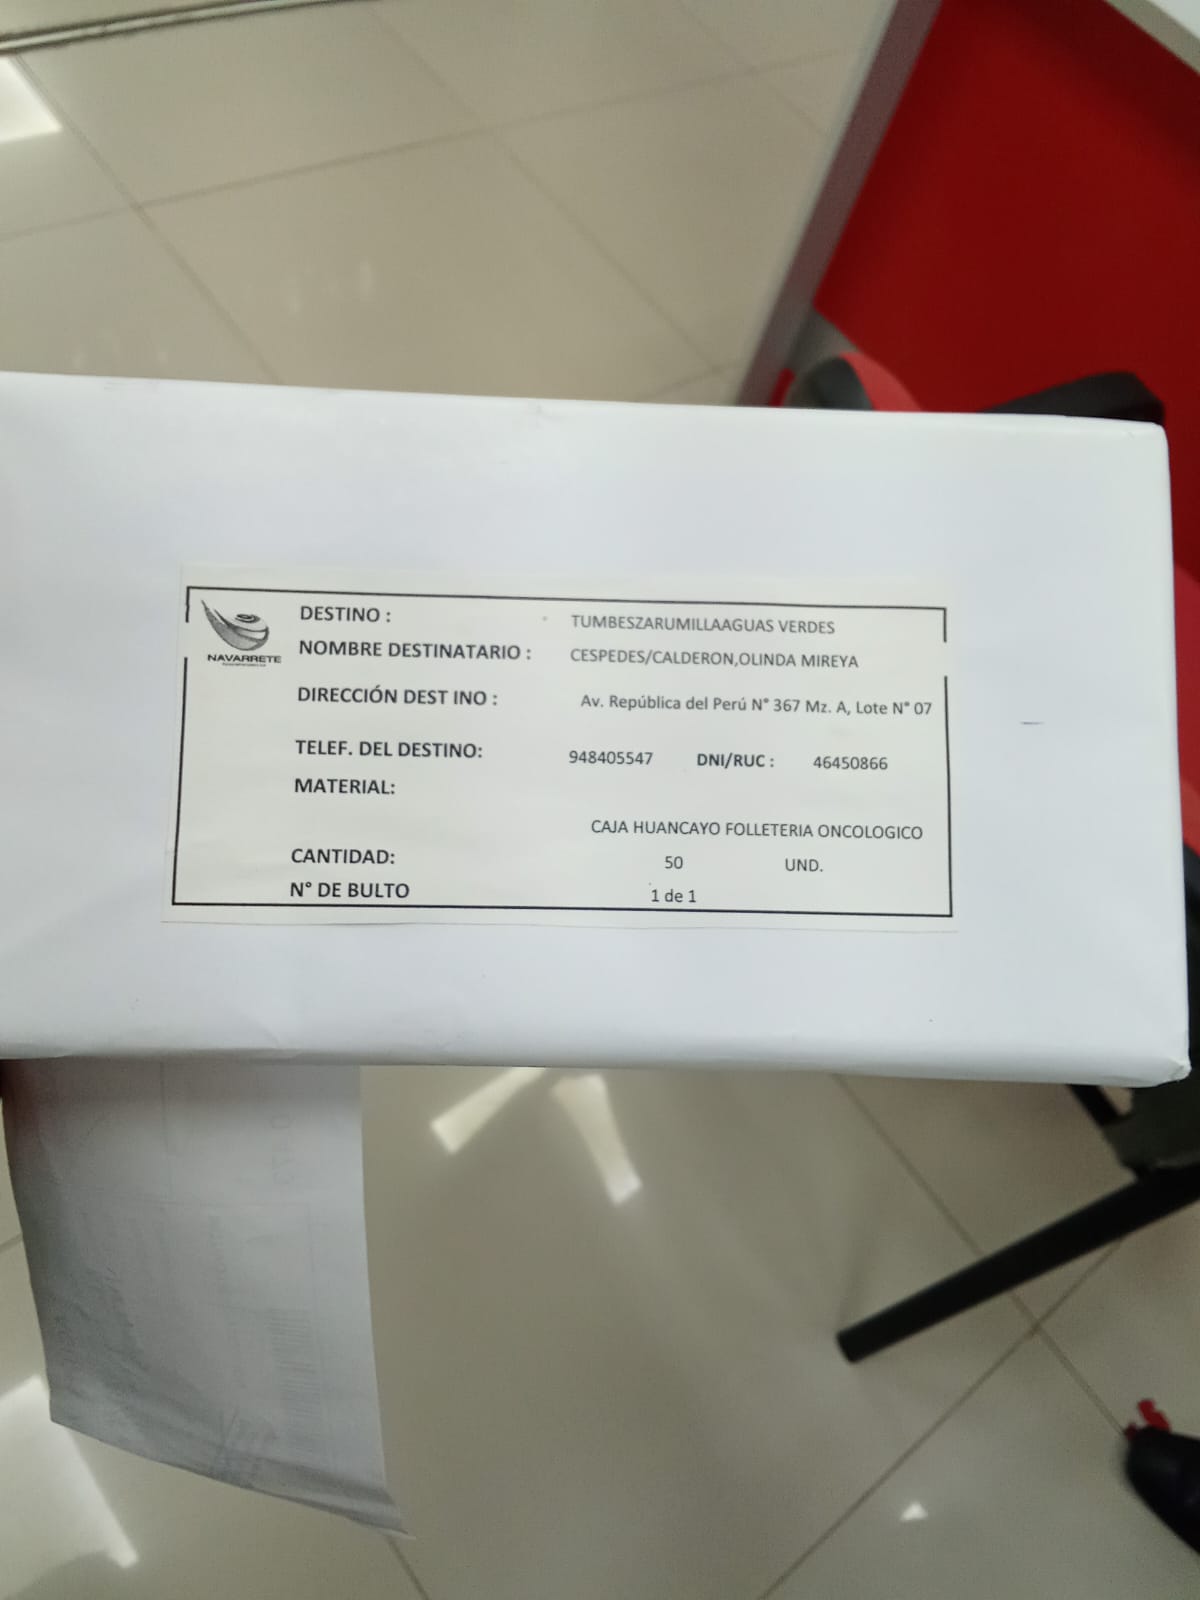 NAVARRETE
DESTINO : TUMBESZARUMILLAAGUAS VERDES
NOMBRE DESTINATARIO : CESPEDES/CALDERON,OLINDA MIREYA
DIRECCIÓN DEST INO : Av. República del Perú N° 367 Mz. A, Lote N° 07
TELEF. DEL DESTINO: 948405547 DNI/RUC : 46450866
MATERIAL:
CAJA HUANCAYO FOLLETERIA ONCOLOGICO
CANTIDAD: 50 UND.
N° DE BULTO 1 de 1